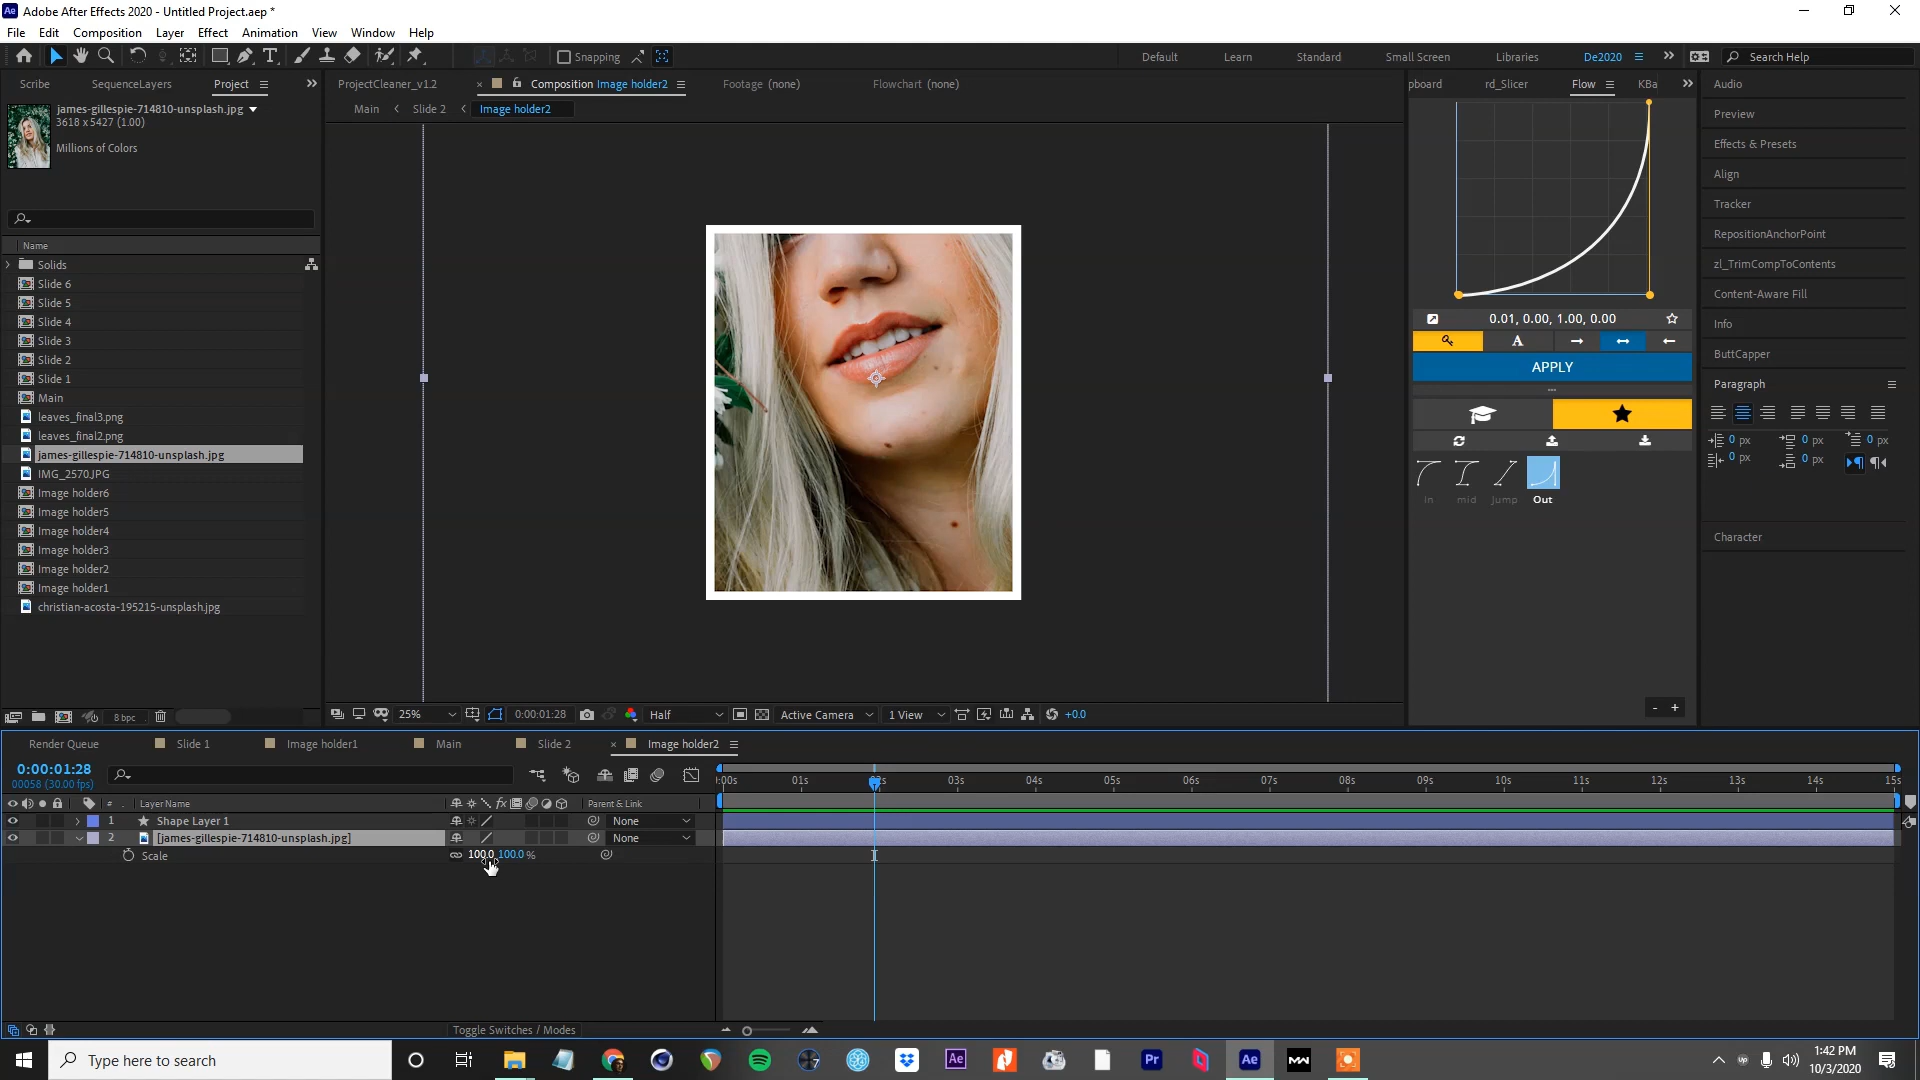 Adobe After Effects 2020 - Untitled Project.aep *
File Edit Composition Layer Effect Animation View Window Help
Snapping
Default Learn Standard Small Screen Libraries De2020 Search Help
Scribe SequenceLayers Project
ProjectCleaner_v1.2 Composition Image holder2 Footage (none) Flowchart (none)
pboard rd_Slicer Flow KBa
Main Slide 2 Image holder2
james-gillespie-714810-unsplash.jpg
3618 x 5427 (1.00)
Millions of Colors
Name
Solids
Slide 6
Slide 5
Slide 4
Slide 3
Slide 2
Slide 1
Main
leaves_final3.png
leaves_final2.png
james-gillespie-714810-unsplash.jpg
IMG_2570.JPG
Image holder6
Image holder5
Image holder4
Image holder3
Image holder2
Image holder1
christian-acosta-195215-unsplash.jpg
8 bpc
25% 0:00:01:28 Half Active Camera 1 View +0.0
0.01, 0.00, 1.00, 0.00
A
APPLY
in mid Jump Out
- +
Audio
Preview
Effects & Presets
Align
Tracker
RepositionAnchorPoint
zl_TrimCompToContents
Content-Aware Fill
Info
ButtCapper
Paragraph
0 px 0 px 0 px
0 px 0 px
Character
Render Queue Slide 1 Image holder1 Main Slide 2 Image holder2
0:00:01:28
00058 (30.00 fps)
:00s 01s 03s 04s 05s 06s 07s 08s 09s 10s 11s 12s 13s 14s 15s
# Layer Name fx Parent & Link
1 Shape Layer 1 None
2 [james-gillespie-714810-unsplash.jpg] None
Scale 100.0, 100.0 %
Toggle Switches / Modes
Type here to search
Ae Pr Ae
1:42 PM
10/3/2020